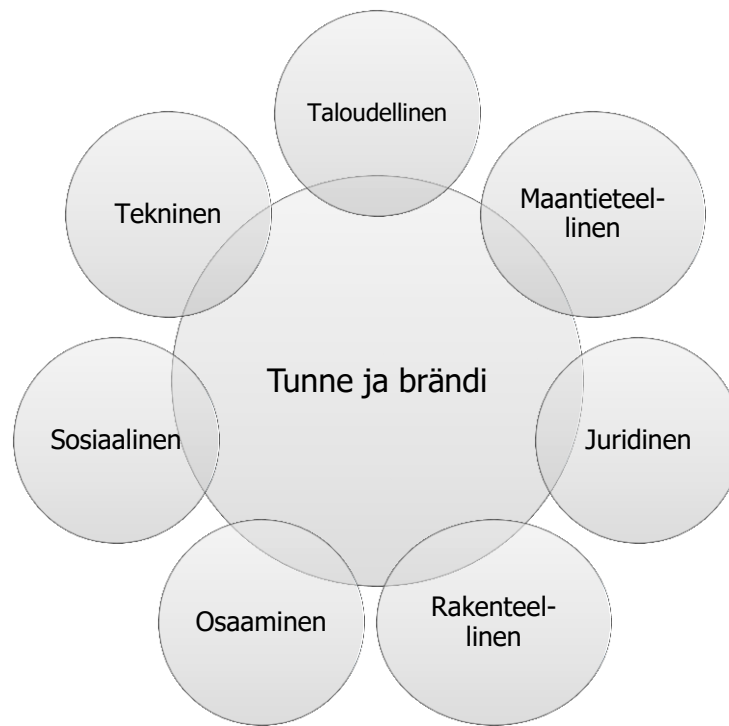 Taloudellinen
Maantieteel-
linen
Juridinen
Rakenteel-
linen
Osaaminen
Sosiaalinen
Tekninen
Tunne ja brändi